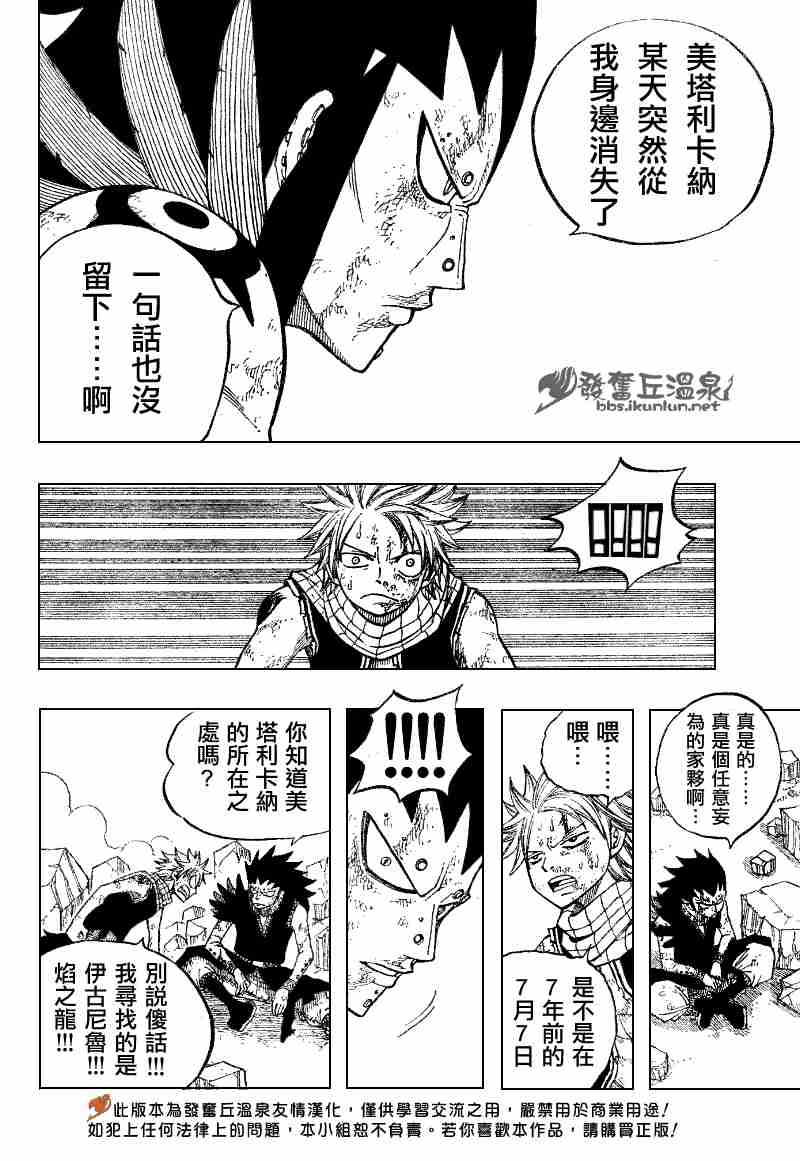 美塔利卡納
某天突然從
我身邊消失了
一句話也沒
留下……啊
發奮丘溫泉
bbs.ikunlun.net
!!!!
真是的……
真是個任意妄
為的家夥啊…
喂…
喂…
是不是在
7年前的
7月7日
!!!!
你知道美
塔利卡納
的所在之
處嗎？
別説傻話!!!
我尋找的是
伊古尼魯!!!
焰之龍!!!
此版本為發奮丘溫泉友情漢化，僅供學習交流之用，嚴禁用於商業用途！
如犯上任何法律上的問題，本小組恕不負責。若你喜歡本作品，請購買正版！